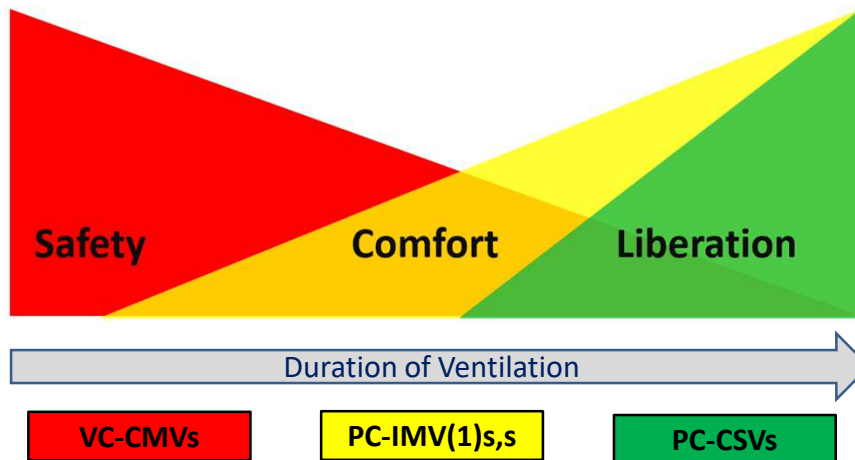 Safety
Comfort
Liberation
Duration of Ventilation
VC-CMVs
PC-IMV(1)s,s
PC-CSVs